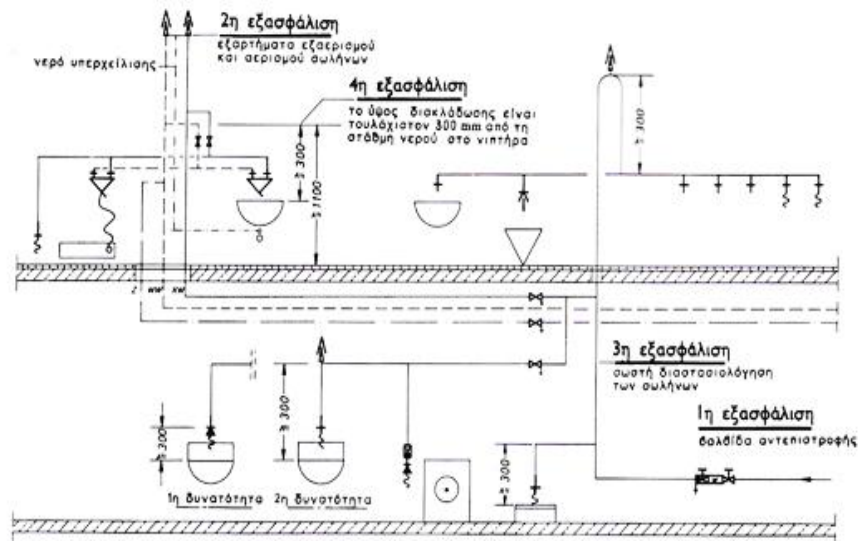 2η εξασφάλιση
εξαρτήματα εξαερισμού
και αερισμού σωλήνων
νερό υπερχείλισης
4η εξασφάλιση
το ύψος διακλάδωσης είναι
τουλάχιστον 300 mm από τη
στάθμη νερού στο νιπτήρα
≥ 300
≥ 1100
≥ 300
Z WW KW
3η εξασφάλιση
σωστή διαστασιολόγηση
των σωλήνων
1η εξασφάλιση
βαλβίδα αντεπιστροφής
≥ 300
≥ 300
≥ 300
1η δυνατότητα
2η δυνατότητα